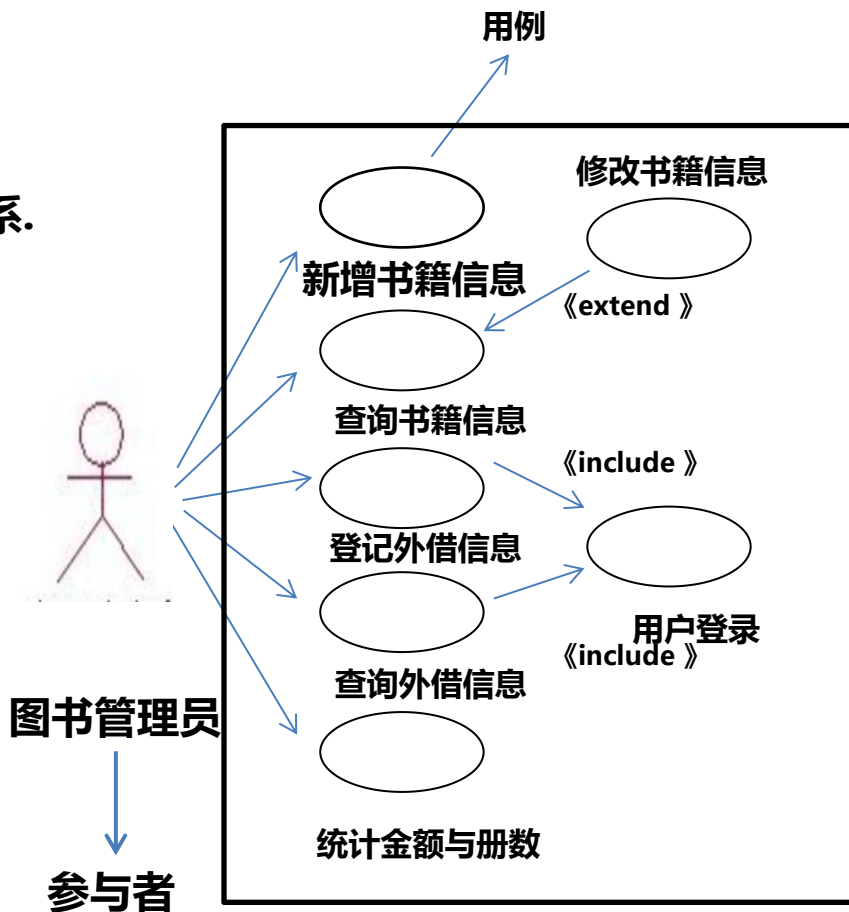 用例
修改书籍信息
系.
新增书籍信息
《extend 》
查询书籍信息
《include 》
登记外借信息
用户登录
《include 》
查询外借信息
图书管理员
统计金额与册数
参与者